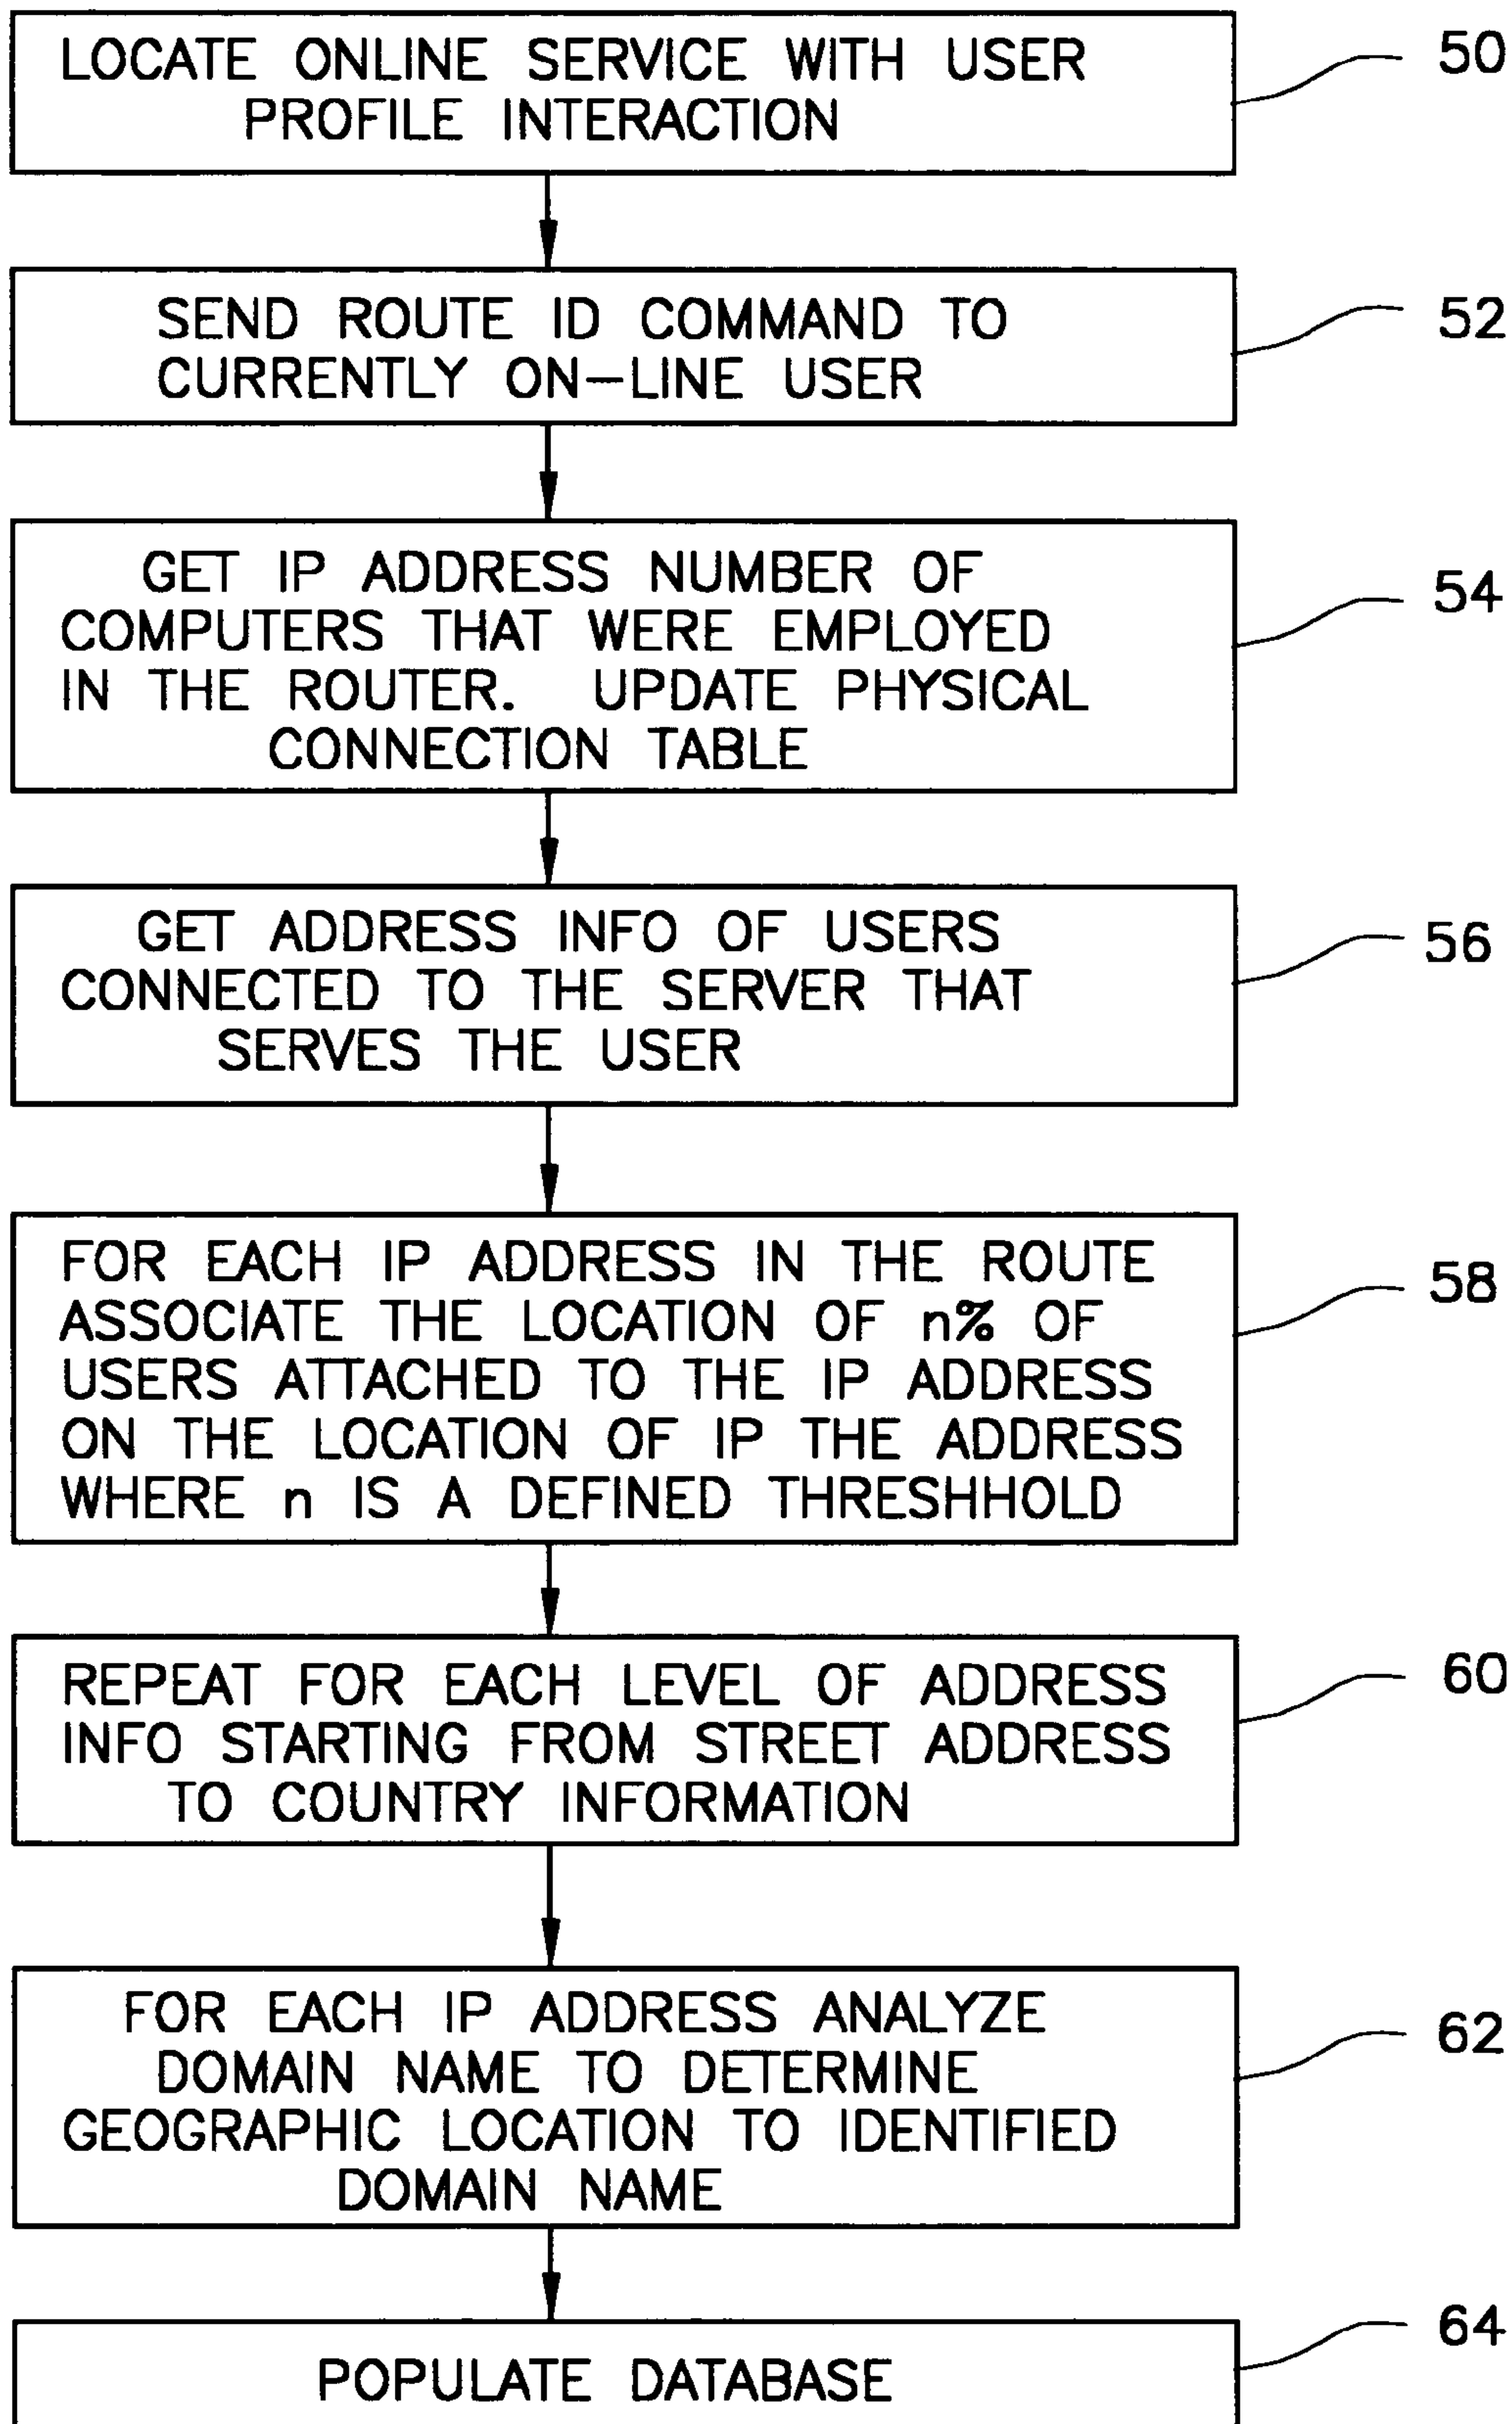 LOCATE ONLINE SERVICE WITH USER
PROFILE INTERACTION
50
SEND ROUTE ID COMMAND TO
CURRENTLY ON-LINE USER
52
GET IP ADDRESS NUMBER OF
COMPUTERS THAT WERE EMPLOYED
IN THE ROUTER. UPDATE PHYSICAL
CONNECTION TABLE
54
GET ADDRESS INFO OF USERS
CONNECTED TO THE SERVER THAT
SERVES THE USER
56
FOR EACH IP ADDRESS IN THE ROUTE
ASSOCIATE THE LOCATION OF n% OF
USERS ATTACHED TO THE IP ADDRESS
ON THE LOCATION OF IP THE ADDRESS
WHERE n IS A DEFINED THRESHHOLD
58
REPEAT FOR EACH LEVEL OF ADDRESS
INFO STARTING FROM STREET ADDRESS
TO COUNTRY INFORMATION
60
FOR EACH IP ADDRESS ANALYZE
DOMAIN NAME TO DETERMINE
GEOGRAPHIC LOCATION TO IDENTIFIED
DOMAIN NAME
62
POPULATE DATABASE
64